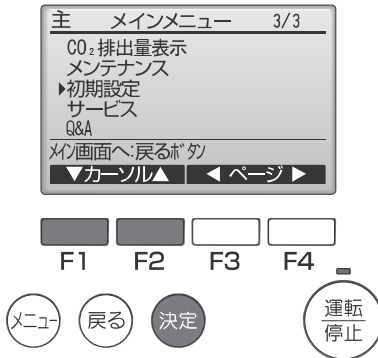 主 メインメニュー 3/3
CO₂排出量表示
メンテナンス
▶初期設定
サービス
Q&A
メイン画面へ:戻るボタン
▼カーソル▲ ◀ ページ ▶
F1 F2 F3 F4
メニュー 戻る 決定 運転
停止